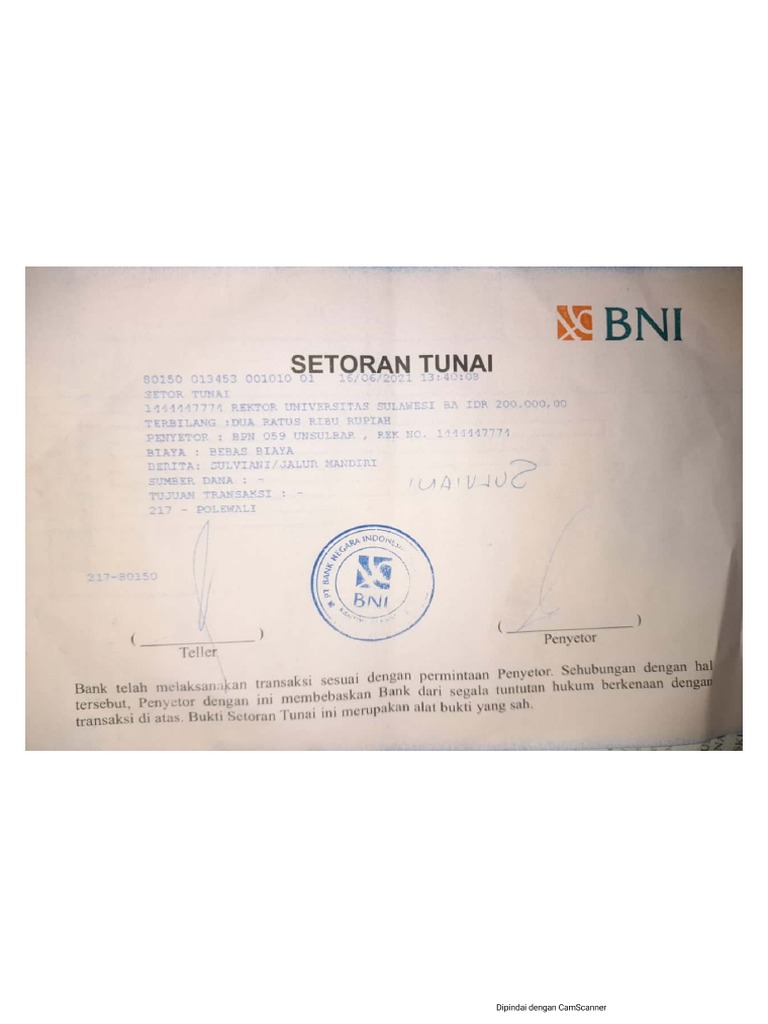 BNI
SETORAN TUNAI
80150 013453 001010 01 16/06/2021 13:40:08
SETOR TUNAI
1444447774 REKTOR UNIVERSITAS SULAWESI BA IDR 200.000,00
TERBILANG :DUA RATUS RIBU RUPIAH
PENYETOR : BPN 059 UNSULBAR , REK NO. 1444447774
BIAYA : BEBAS BIAYA
BERITA: SULVIANI/JALUR MANDIRI
SUMBER DANA : -
TUJUAN TRANSAKSI : -
217 - POLEWALI
SULVIANI
217-80150
PT BANK NEGARA INDONESIA
BNI
( )
Teller
( )
Penyetor
Bank telah melaksanakan transaksi sesuai dengan permintaan Penyetor. Sehubungan dengan hal
tersebut, Penyetor dengan ini membebaskan Bank dari segala tuntutan hukum berkenaan dengan
transaksi di atas. Bukti Setoran Tunai ini merupakan alat bukti yang sah.
Dipindai dengan CamScanner